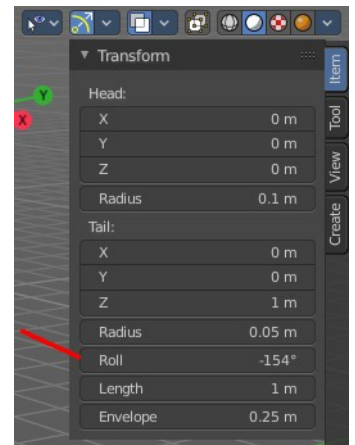 Transform
Item
Tool
View
Create
Y
X
Head:
X 0 m
Y 0 m
Z 0 m
Radius 0.1 m
Tail:
X 0 m
Y 0 m
Z 1 m
Radius 0.05 m
Roll -154°
Length 1 m
Envelope 0.25 m